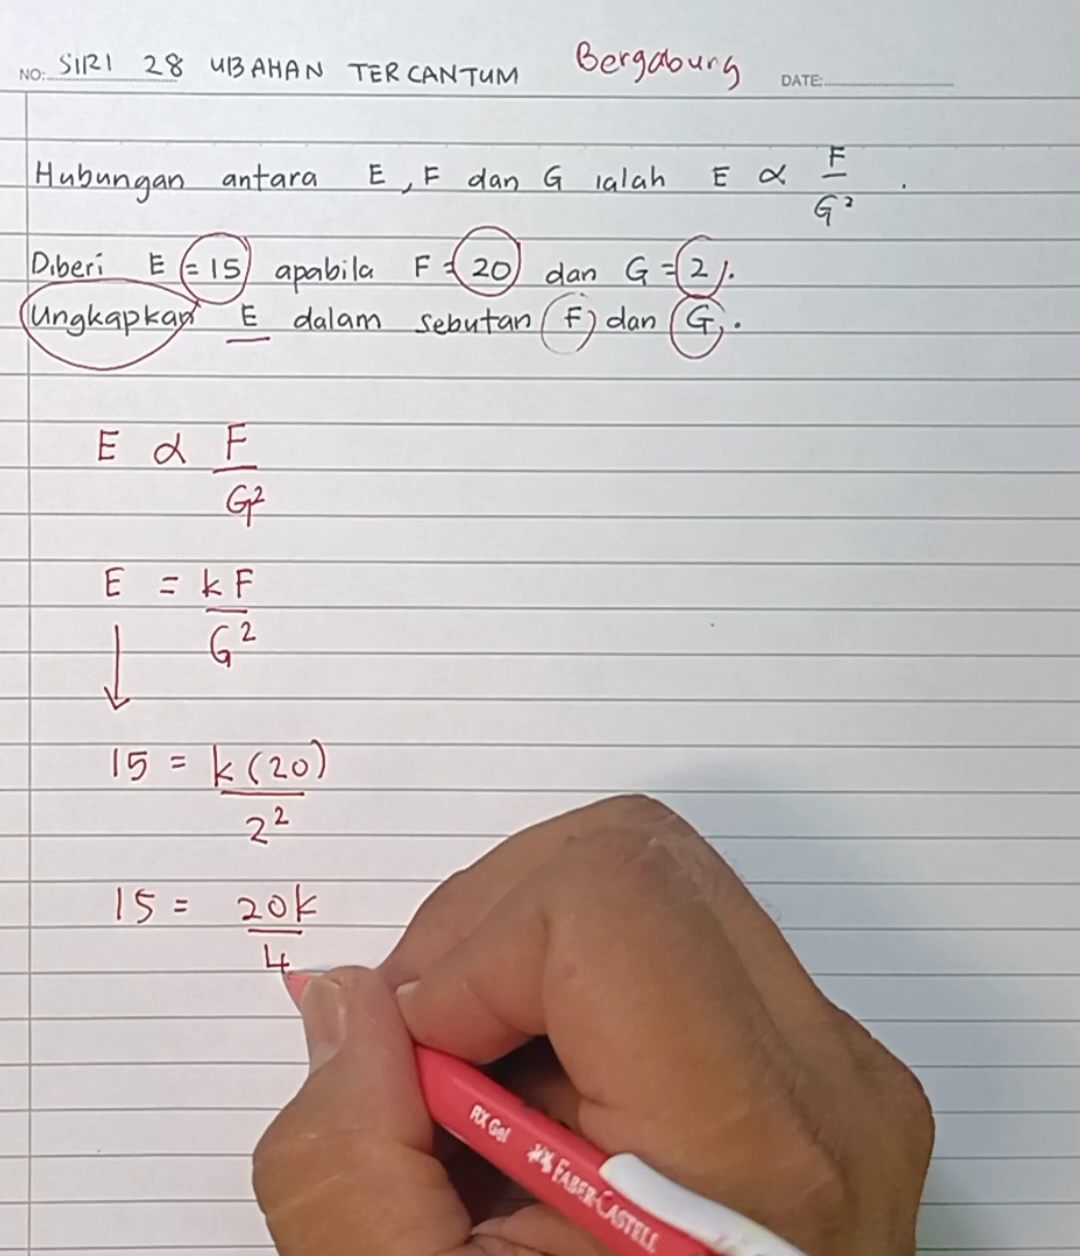 NO: SIRI 28 UBAHAN TERCANTUM Bergabung DATE:
Hubungan antara E, F dan G ialah E ∝ F/G².
Diberi E = 15 apabila F = 20 dan G = 2.
Ungkapkan E dalam sebutan F dan G.
E ∝ F/G²
E = kF/G²
↓
15 = k(20)/2²
15 = 20k/4
RX Gel FABER-CASTELL